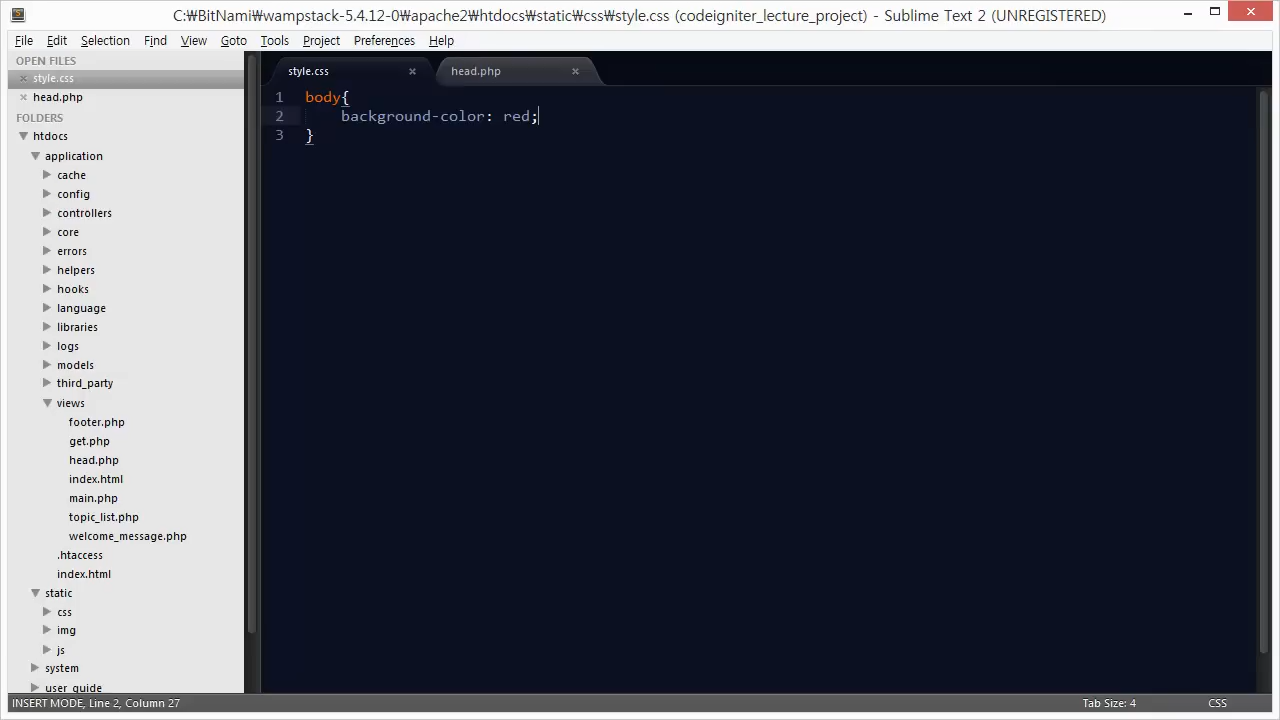 C:₩BitNami₩wampstack-5.4.12-0₩apache2₩htdocs₩static₩css₩style.css (codeigniter_lecture_project) - Sublime Text 2 (UNREGISTERED)
File Edit Selection Find View Goto Tools Project Preferences Help
OPEN FILES
style.css
head.php
FOLDERS
htdocs
application
cache
config
controllers
core
errors
helpers
hooks
language
libraries
logs
models
third_party
views
footer.php
get.php
head.php
index.html
main.php
topic_list.php
welcome_message.php
.htaccess
index.html
static
css
img
js
system
user_guide
style.css head.php
1 body{
2     background-color: red;
3 }
INSERT MODE, Line 2, Column 27 Tab Size: 4 CSS